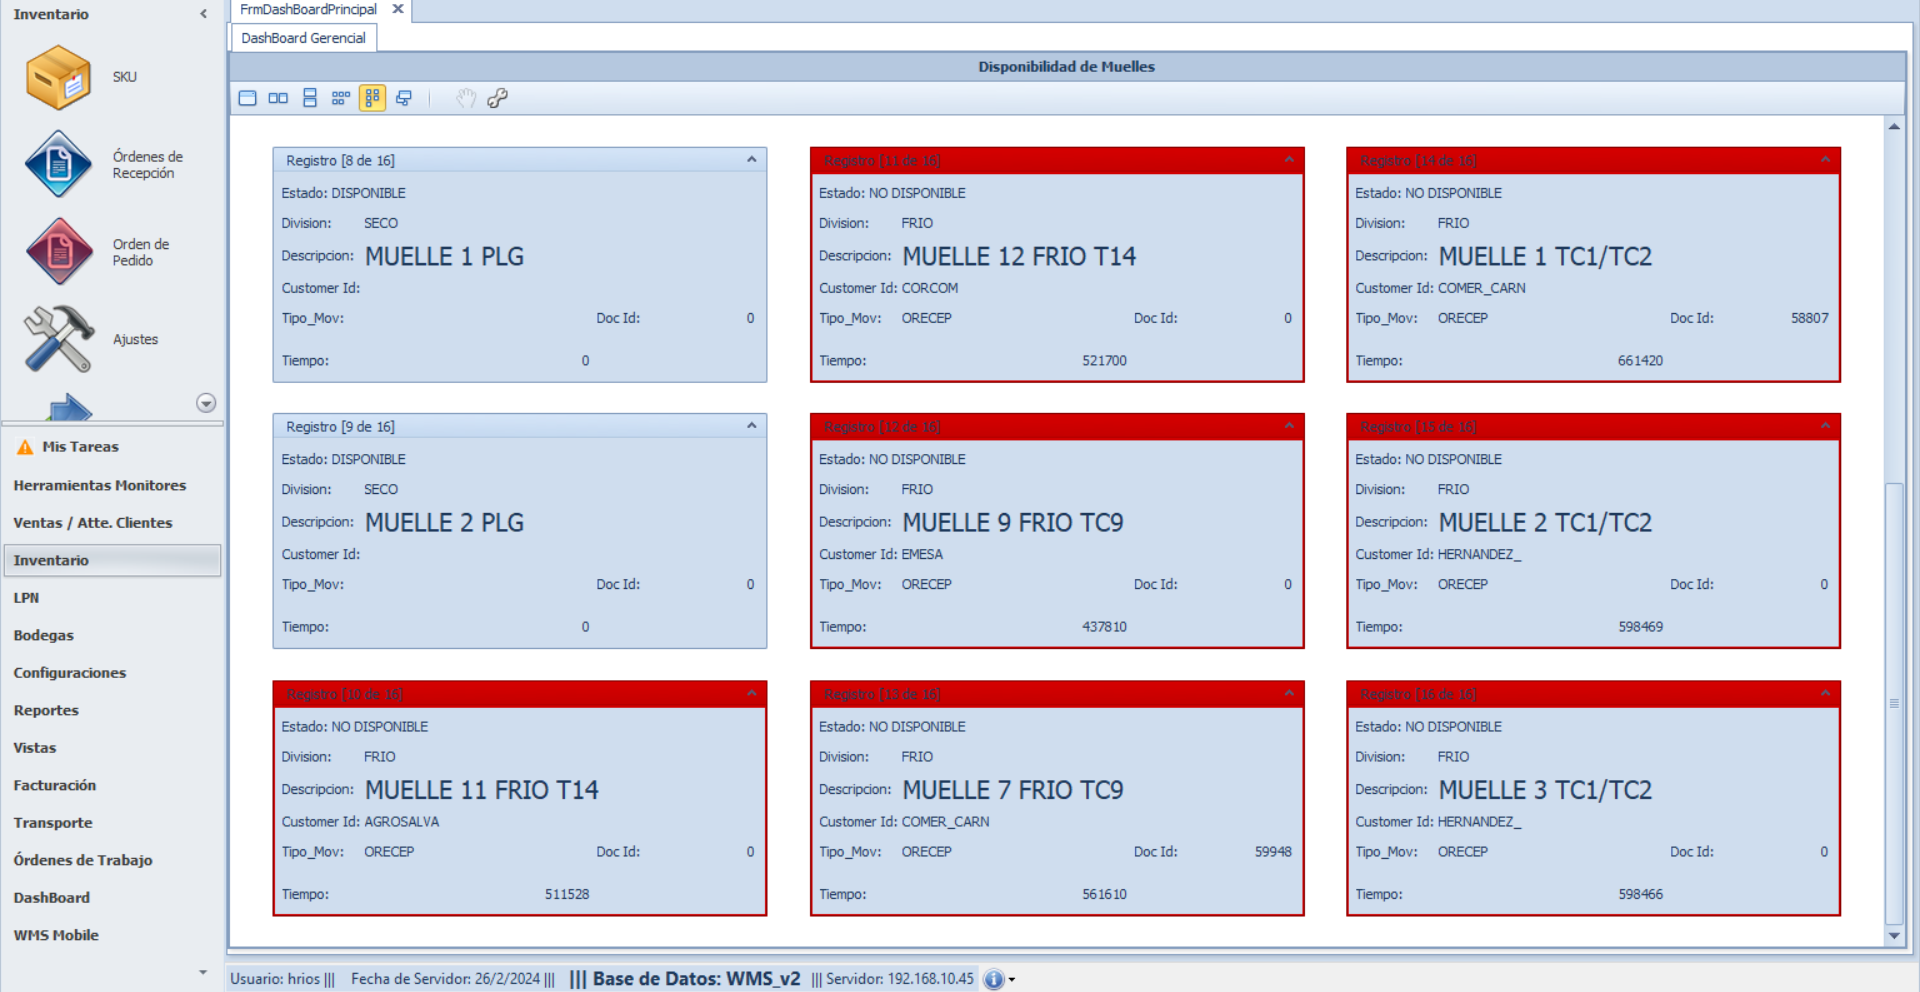 Inventario
SKU
Órdenes de
Recepción
Orden de
Pedido
Ajustes
Mis Tareas
Herramientas Monitores
Ventas / Atte. Clientes
Inventario
LPN
Bodegas
Configuraciones
Reportes
Vistas
Facturación
Transporte
Órdenes de Trabajo
DashBoard
WMS Mobile
FrmDashBoardPrincipal X
DashBoard Gerencial
Disponibilidad de Muelles
Registro [8 de 16]
Estado: DISPONIBLE
Division: SECO
Descripcion: MUELLE 1 PLG
Customer Id:
Tipo_Mov: Doc Id: 0
Tiempo: 0
Registro [9 de 16]
Estado: DISPONIBLE
Division: SECO
Descripcion: MUELLE 2 PLG
Customer Id:
Tipo_Mov: Doc Id: 0
Tiempo: 0
Registro [10 de 16]
Estado: NO DISPONIBLE
Division: FRIO
Descripcion: MUELLE 11 FRIO T14
Customer Id: AGROSALVA
Tipo_Mov: ORECEP Doc Id: 0
Tiempo: 511528
Registro [11 de 16]
Estado: NO DISPONIBLE
Division: FRIO
Descripcion: MUELLE 12 FRIO T14
Customer Id: CORCOM
Tipo_Mov: ORECEP Doc Id: 0
Tiempo: 521700
Registro [12 de 16]
Estado: NO DISPONIBLE
Division: FRIO
Descripcion: MUELLE 9 FRIO TC9
Customer Id: EMESA
Tipo_Mov: ORECEP Doc Id: 0
Tiempo: 437810
Registro [13 de 16]
Estado: NO DISPONIBLE
Division: FRIO
Descripcion: MUELLE 7 FRIO TC9
Customer Id: COMER_CARN
Tipo_Mov: ORECEP Doc Id: 59948
Tiempo: 561610
Registro [14 de 16]
Estado: NO DISPONIBLE
Division: FRIO
Descripcion: MUELLE 1 TC1/TC2
Customer Id: COMER_CARN
Tipo_Mov: ORECEP Doc Id: 58807
Tiempo: 661420
Registro [15 de 16]
Estado: NO DISPONIBLE
Division: FRIO
Descripcion: MUELLE 2 TC1/TC2
Customer Id: HERNANDEZ_
Tipo_Mov: ORECEP Doc Id: 0
Tiempo: 598469
Registro [16 de 16]
Estado: NO DISPONIBLE
Division: FRIO
Descripcion: MUELLE 3 TC1/TC2
Customer Id: HERNANDEZ_
Tipo_Mov: ORECEP Doc Id: 0
Tiempo: 598466
Usuario: hrios ||| Fecha de Servidor: 26/2/2024 ||| ||| Base de Datos: WMS_v2 ||| Servidor: 192.168.10.45